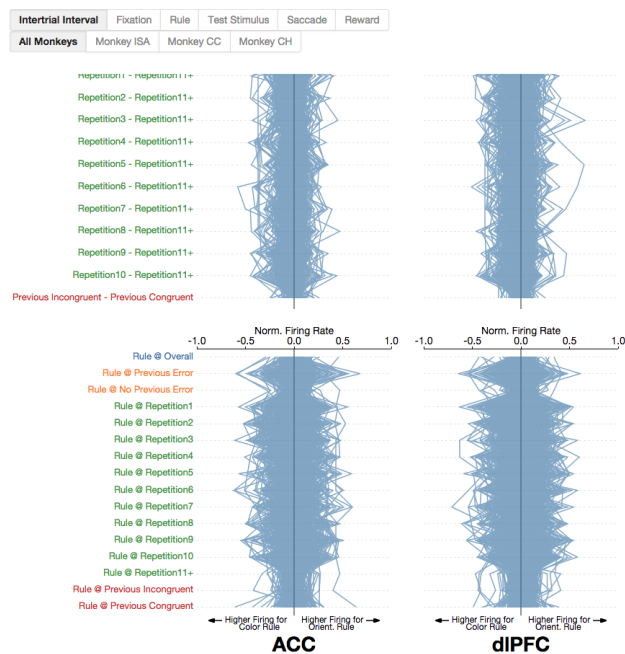 Intertrial Interval Fixation Rule Test Stimulus Saccade Reward
All Monkeys Monkey ISA Monkey CC Monkey CH
Repetition1 - Repetition11+
Repetition2 - Repetition11+
Repetition3 - Repetition11+
Repetition4 - Repetition11+
Repetition5 - Repetition11+
Repetition6 - Repetition11+
Repetition7 - Repetition11+
Repetition8 - Repetition11+
Repetition9 - Repetition11+
Repetition10 - Repetition11+
Previous Incongruent - Previous Congruent
Norm. Firing Rate Norm. Firing Rate
-1.0 -0.5 0.0 0.5 1.0 -1.0 -0.5 0.0 0.5 1.0
Rule @ Overall
Rule @ Previous Error
Rule @ No Previous Error
Rule @ Repetition1
Rule @ Repetition2
Rule @ Repetition3
Rule @ Repetition4
Rule @ Repetition5
Rule @ Repetition6
Rule @ Repetition7
Rule @ Repetition8
Rule @ Repetition9
Rule @ Repetition10
Rule @ Repetition11+
Rule @ Previous Incongruent
Rule @ Previous Congruent
Higher Firing for Higher Firing for Higher Firing for Higher Firing for
Color Rule Orient. Rule Color Rule Orient. Rule
ACC dlPFC